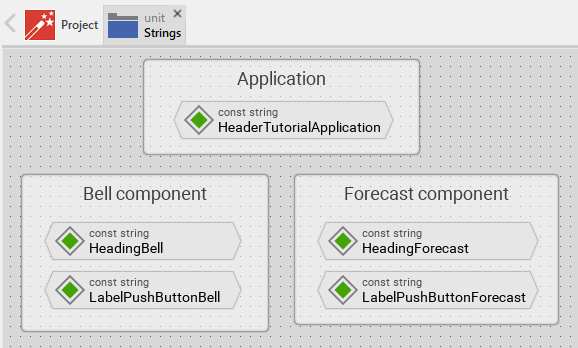 Project
unit
Strings
Application
const string
HeaderTutorialApplication
Bell component
const string
HeadingBell
const string
LabelPushButtonBell
Forecast component
const string
HeadingForecast
const string
LabelPushButtonForecast